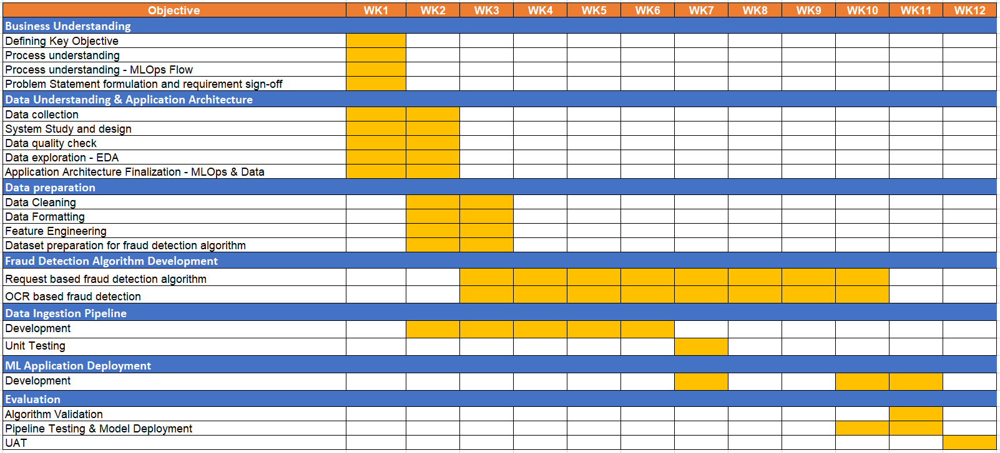 Objective WK1 WK2 WK3 WK4 WK5 WK6 WK7 WK8 WK9 WK10 WK11 WK12
Business Understanding
Defining Key Objective
Process understanding
Process understanding - MLOps Flow
Problem Statement formulation and requirement sign-off
Data Understanding & Application Architecture
Data collection
System Study and design
Data quality check
Data exploration - EDA
Application Architecture Finalization - MLOps & Data
Data preparation
Data Cleaning
Data Formatting
Feature Engineering
Dataset preparation for fraud detection algorithm
Fraud Detection Algorithm Development
Request based fraud detection algorithm
OCR based fraud detection
Data Ingestion Pipeline
Development
Unit Testing
ML Application Deployment
Development
Evaluation
Algorithm Validation
Pipeline Testing & Model Deployment
UAT